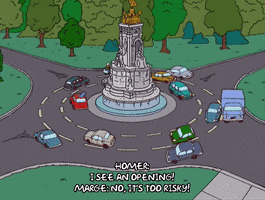 HOMER:
I SEE AN OPENING!
MARGE: NO, IT'S TOO RISKY!